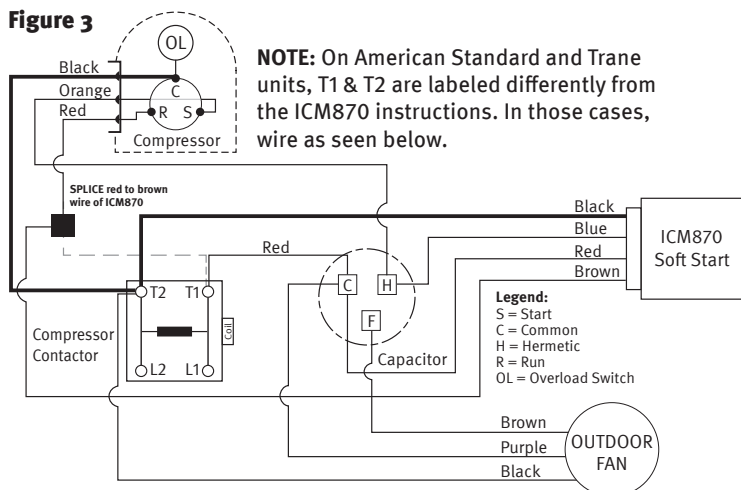 Figure 3
NOTE: On American Standard and Trane
units, T1 & T2 are labeled differently from
the ICM870 instructions. In those cases,
wire as seen below.
OL
Black
C
Orange
Red
R
S
Compressor
SPLICE red to brown
wire of ICM870
Black
Blue
Red
Brown
ICM870
Soft Start
Red
C
H
F
Capacitor
T2
T1
Coil
L2
L1
Compressor
Contactor
Legend:
S = Start
C = Common
H = Hermetic
R = Run
OL = Overload Switch
Brown
Purple
Black
OUTDOOR
FAN